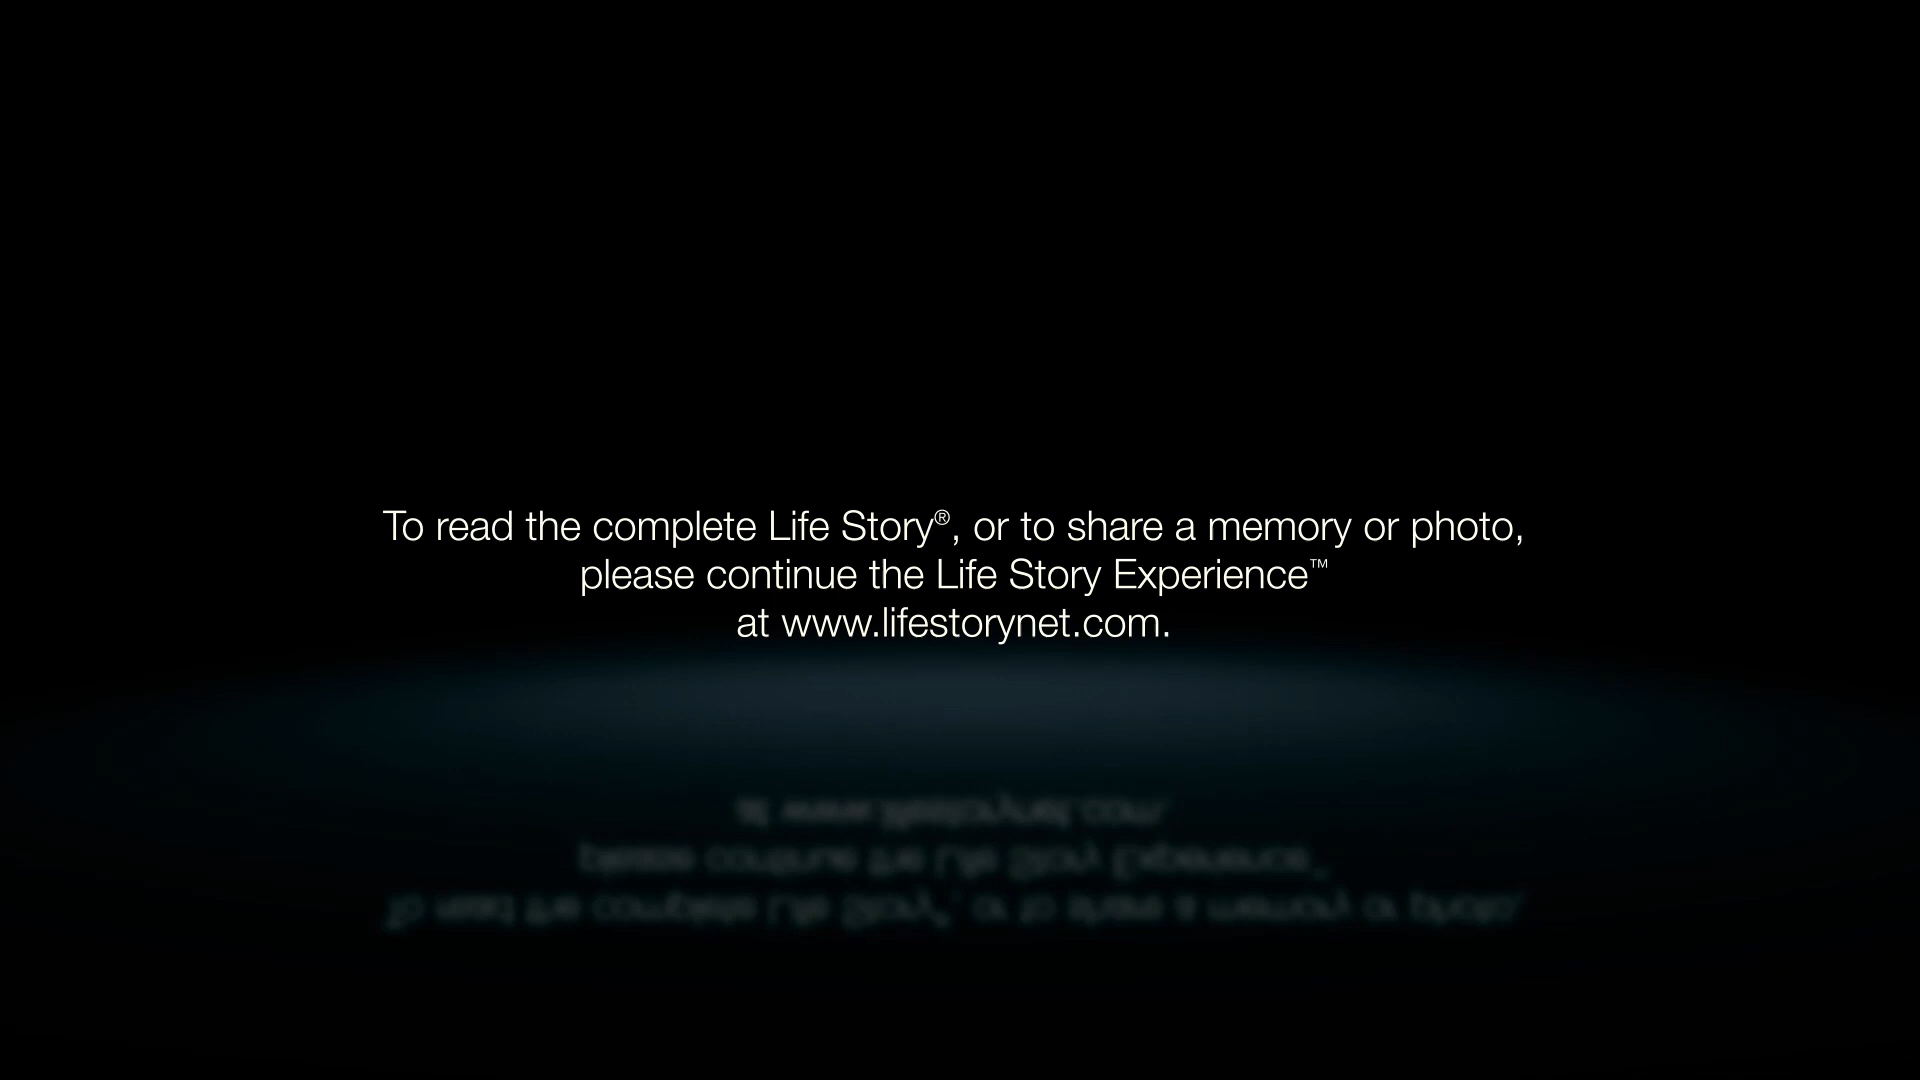 To read the complete Life Story®, or to share a memory or photo,
please continue the Life Story Experience™
at www.lifestorynet.com.